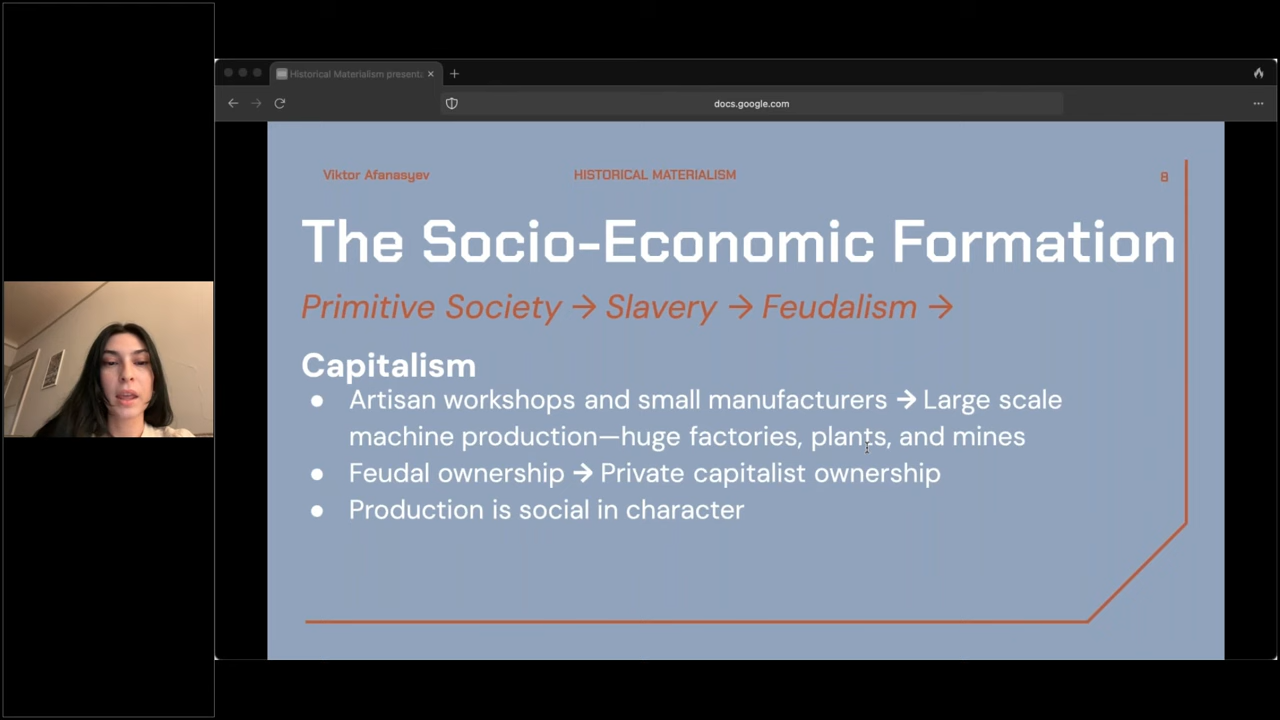 Historical Materialism present
docs.google.com
Viktor Afanasyev
HISTORICAL MATERIALISM
8
The Socio-Economic Formation
Primitive Society → Slavery → Feudalism →
Capitalism
● Artisan workshops and small manufacturers → Large scale
machine production—huge factories, plants, and mines
● Feudal ownership → Private capitalist ownership
● Production is social in character